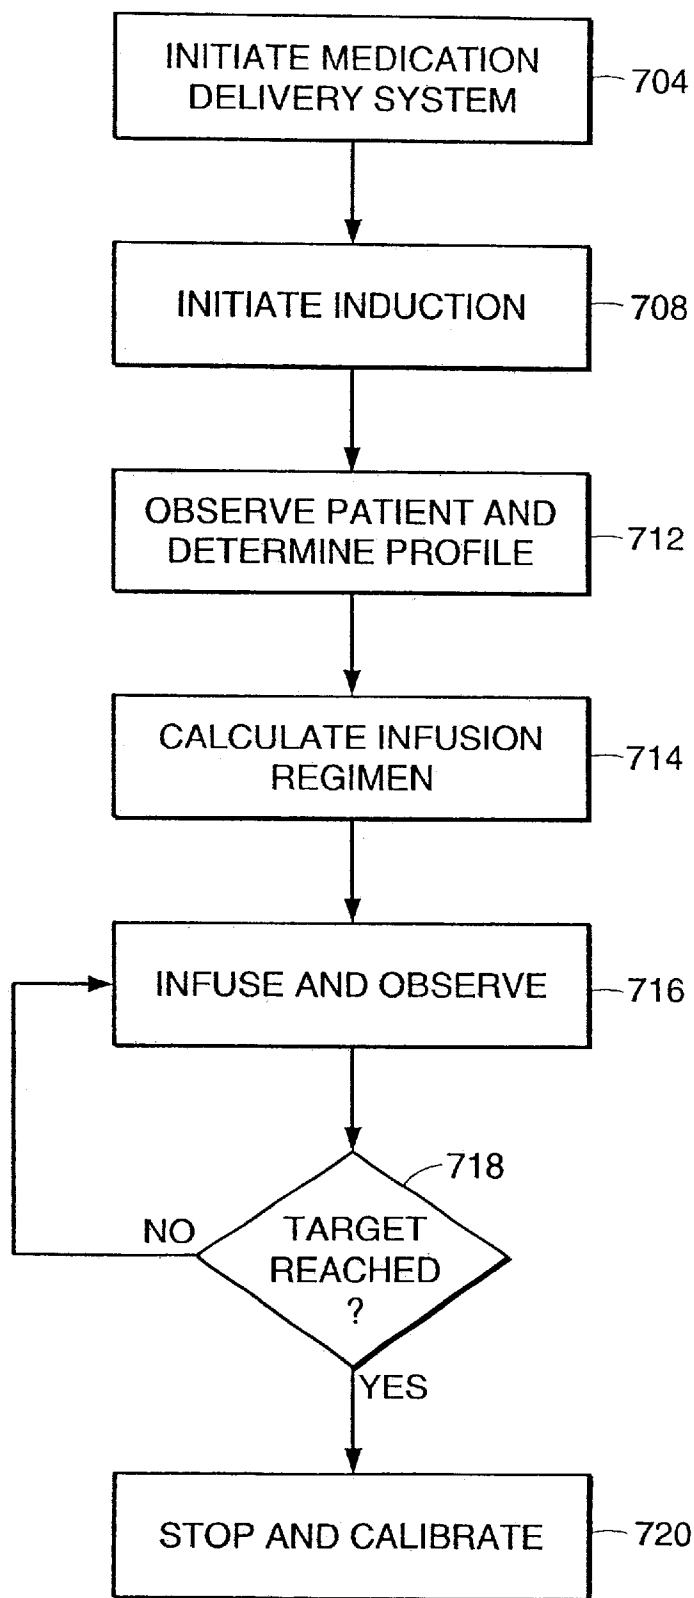 INITIATE MEDICATION
DELIVERY SYSTEM
704
INITIATE INDUCTION
708
OBSERVE PATIENT AND
DETERMINE PROFILE
712
CALCULATE INFUSION
REGIMEN
714
INFUSE AND OBSERVE
716
718
NO
TARGET
REACHED
?
YES
STOP AND CALIBRATE
720